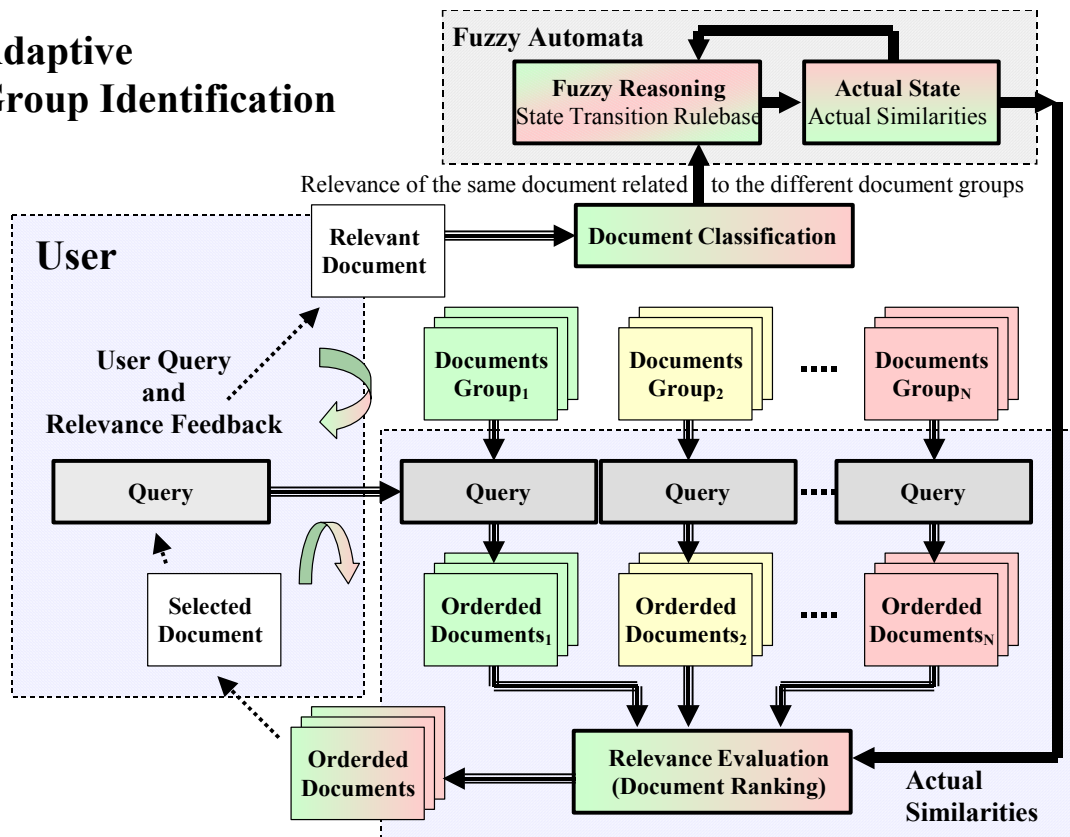 daptive
Group Identification
Fuzzy Automata
Fuzzy Reasoning
State Transition Rulebase
Actual State
Actual Similarities
Relevance of the same document related to the different document groups
User
Relevant
Document
Document Classification
User Query
and
Relevance Feedback
Documents
Group1
Documents
Group2
....
Documents
GroupN
Query
Query
Query
....
Query
Selected
Document
Orderded
Documents1
Orderded
Documents2
....
Orderded
DocumentsN
Orderded
Documents
Relevance Evaluation
(Document Ranking)
Actual
Similarities